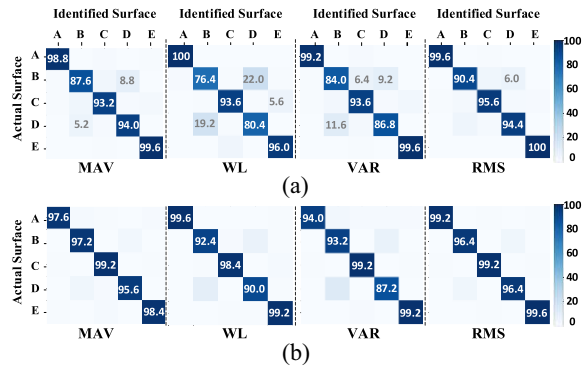 Identified Surface Identified Surface Identified Surface Identified Surface
A B C D E A B C D E A B C D E A B C D E
Actual Surface
A 98.8 100 99.2 99.6 100
B 87.6 8.8 76.4 22.0 84.0 6.4 9.2 90.4 6.0 80
C 93.2 93.6 5.6 93.6 95.6 60
D 5.2 94.0 19.2 80.4 11.6 86.8 94.4 40
E 99.6 96.0 99.6 100 20
0
MAV WL VAR RMS
(a)
Actual Surface
A 97.6 99.6 94.0 99.2 100
B 97.2 92.4 93.2 96.4 80
C 99.2 98.4 99.2 99.2 60
D 95.6 90.0 87.2 96.4 40
E 98.4 99.2 99.2 99.6 20
0
MAV WL VAR RMS
(b)